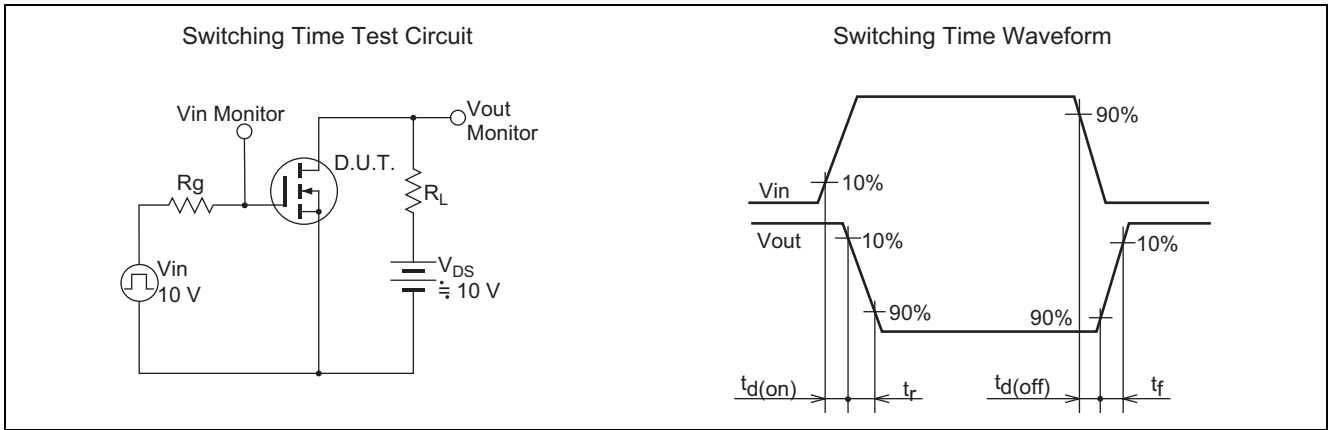 Switching Time Test Circuit
Vin Monitor
Vout
Monitor
D.U.T.
Rg
RL
Vin
10 V
VDS
≒ 10 V
Switching Time Waveform
Vin
10%
90%
Vout
10%
90%
90%
10%
td(on)
tr
td(off)
tf